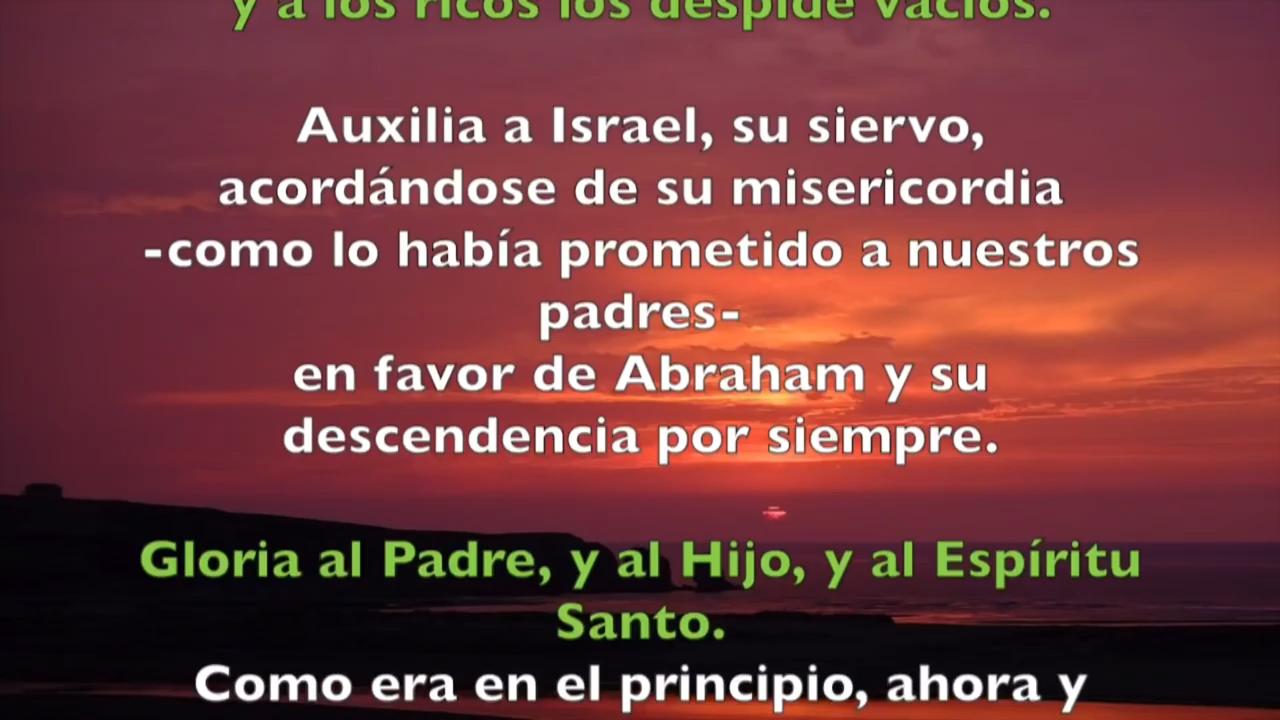 y a los ricos los despide vacíos.
Auxilia a Israel, su siervo,
acordándose de su misericordia
-como lo había prometido a nuestros
padres-
en favor de Abraham y su
descendencia por siempre.
Gloria al Padre, y al Hijo, y al Espíritu
Santo.
Como era en el principio, ahora y